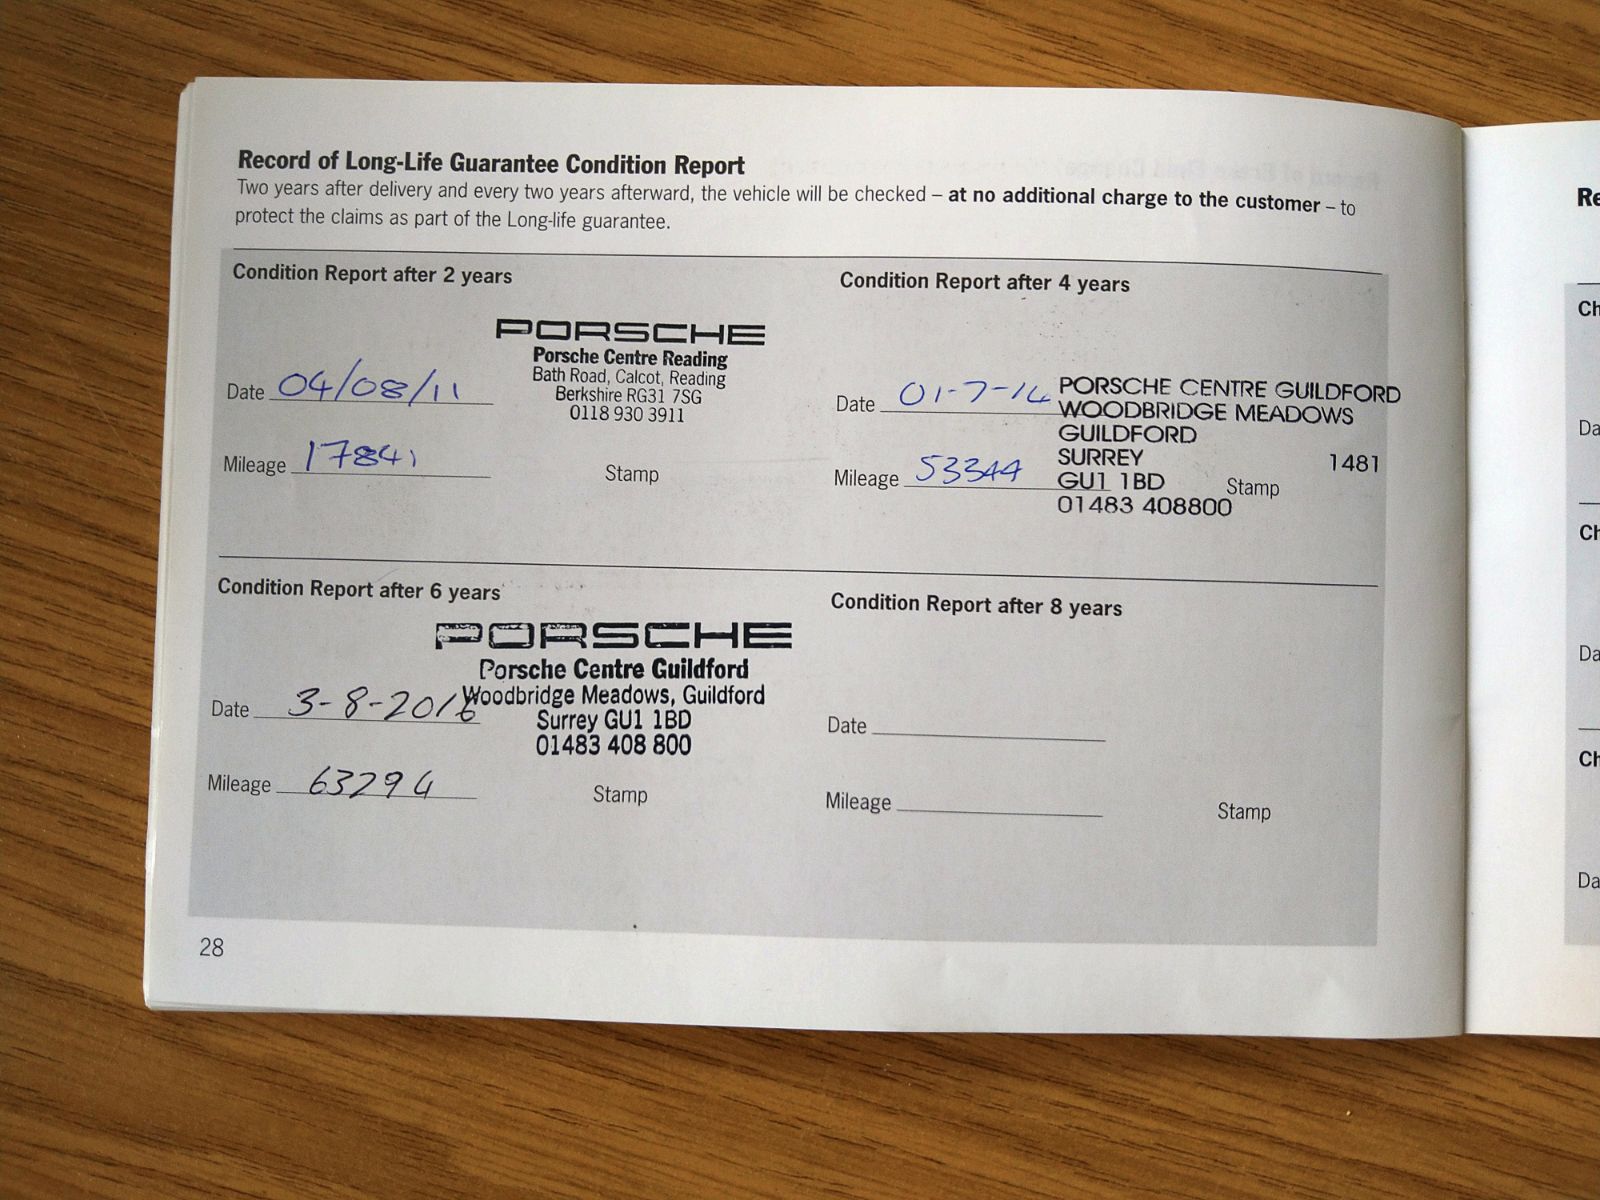 Record of Long-Life Guarantee Condition Report
Two years after delivery and every two years afterward, the vehicle will be checked – at no additional charge to the customer – to
protect the claims as part of the Long-life guarantee.
Condition Report after 2 years
PORSCHE
Porsche Centre Reading
Bath Road, Calcot, Reading
Berkshire RG31 7SG
0118 930 3911
Date 04/08/11
Mileage 17841
Stamp
Condition Report after 4 years
Date 01-7-14
PORSCHE CENTRE GUILDFORD
WOODBRIDGE MEADOWS
GUILDFORD
SURREY 1481
GU1 1BD
01483 408800
Mileage 53344
Stamp
Condition Report after 6 years
PORSCHE
Porsche Centre Guildford
Woodbridge Meadows, Guildford
Surrey GU1 1BD
01483 408 800
Date 3-8-2016
Mileage 63294
Stamp
Condition Report after 8 years
Date
Mileage
Stamp
28
Re
Ch
Da
Ch
Da
Ch
Da